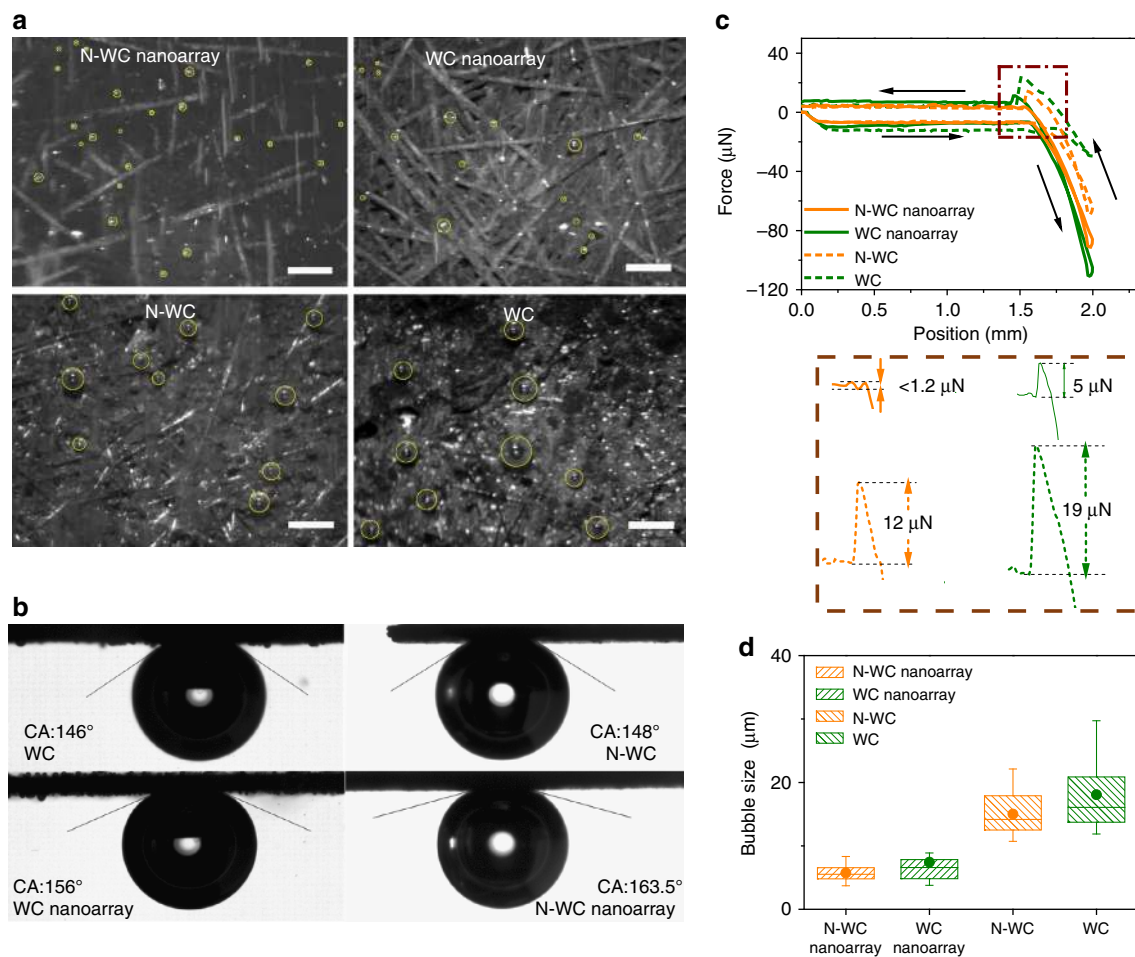 a
N-WC nanoarray
WC nanoarray
N-WC
WC
b
CA:146°
WC
CA:148°
N-WC
CA:156°
WC nanoarray
CA:163.5°
N-WC nanoarray
c
40
0
−40
−80
−120
Force (μN)
N-WC nanoarray
WC nanoarray
N-WC
WC
0.0
0.5
1.0
1.5
2.0
Position (mm)
<1.2 μN
5 μN
12 μN
19 μN
d
40
20
0
Bubble size (μm)
N-WC nanoarray
WC nanoarray
N-WC
WC
N-WC
nanoarray
WC
nanoarray
N-WC
WC